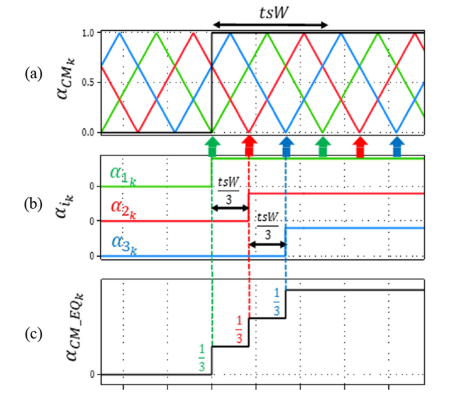 tsW
(a)
α_CM_k
1.0
0.5
0.0
(b)
α_i_k
α_1_k
0
α_2_k
0
α_3_k
0
tsW/3
tsW/3
(c)
α_CM_EQ_k
0
1/3
1/3
1/3